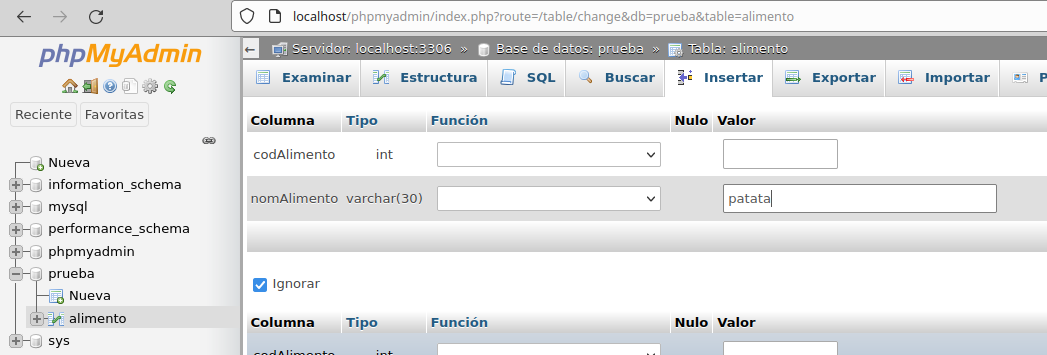 localhost/phpmyadmin/index.php?route=/table/change&db=prueba&table=alimento
phpMyAdmin
Reciente Favoritas
Nueva
information_schema
mysql
performance_schema
phpmyadmin
prueba
Nueva
alimento
sys
Servidor: localhost:3306 » Base de datos: prueba » Tabla: alimento
Examinar Estructura SQL Buscar Insertar Exportar Importar P
Columna Tipo Función Nulo Valor
codAlimento int
nomAlimento varchar(30) patata
Ignorar
Columna Tipo Función Nulo Valor
codAlimento int